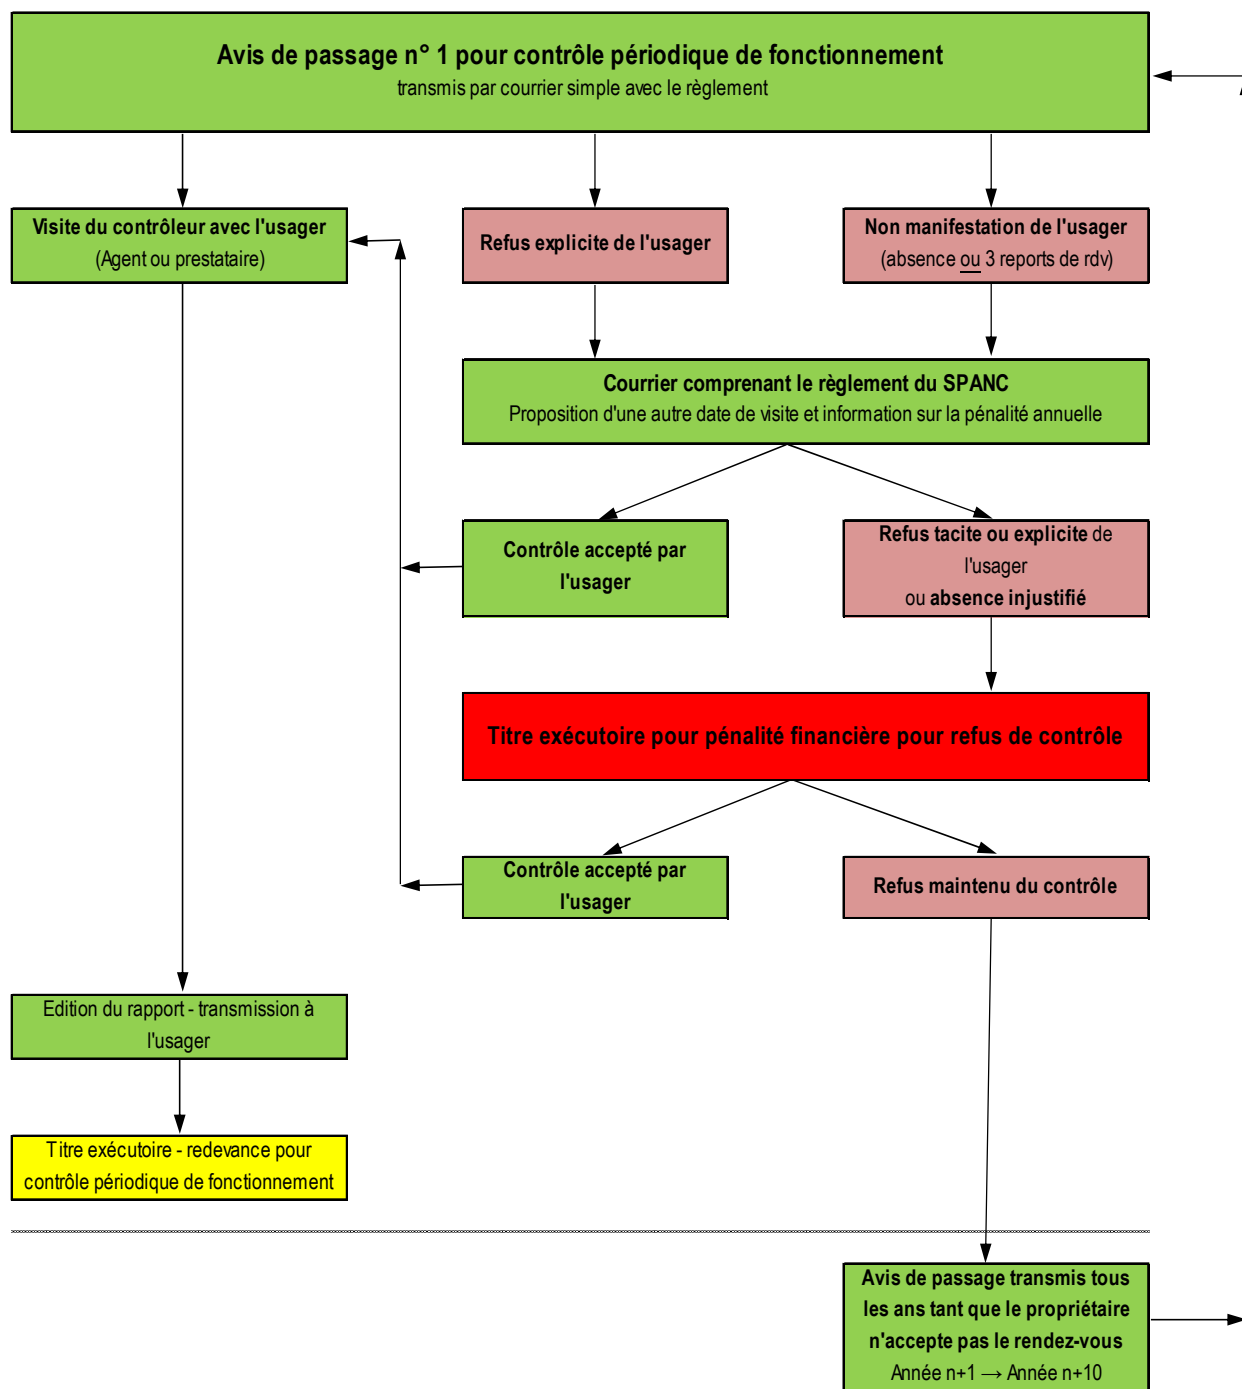 Avis de passage n° 1 pour contrôle périodique de fonctionnement
transmis par courrier simple avec le règlement
Visite du contrôleur avec l'usager
(Agent ou prestataire)
Refus explicite de l'usager
Non manifestation de l'usager
(absence ou 3 reports de rdv)
Courrier comprenant le règlement du SPANC
Proposition d'une autre date de visite et information sur la pénalité annuelle
Contrôle accepté par
l'usager
Refus tacite ou explicite de
l'usager
ou absence injustifié
Titre exécutoire pour pénalité financière pour refus de contrôle
Contrôle accepté par
l'usager
Refus maintenu du contrôle
Edition du rapport - transmission à
l'usager
Titre exécutoire - redevance pour
contrôle périodique de fonctionnement
Avis de passage transmis tous
les ans tant que le propriétaire
n'accepte pas le rendez-vous
Année n+1 → Année n+10